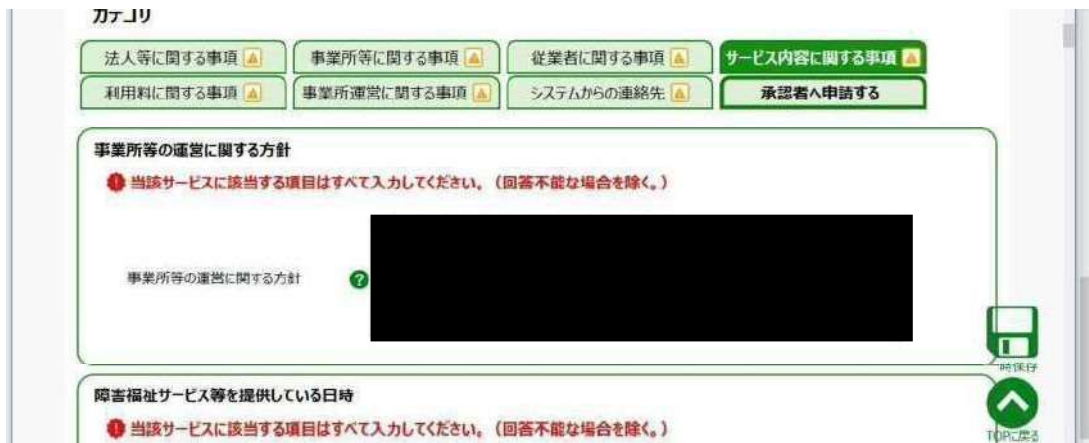 カテゴリ
法人等に関する事項 事業所等に関する事項 従業者に関する事項 サービス内容に関する事項
利用料に関する事項 事業所運営に関する事項 システムからの連絡先 承認者へ申請する
事業所等の運営に関する方針
当該サービスに該当する項目はすべて入力してください。（回答不能な場合を除く。）
事業所等の運営に関する方針 ?
一時保存
障害福祉サービス等を提供している日時
当該サービスに該当する項目はすべて入力してください。（回答不能な場合を除く。）
TOPに戻る